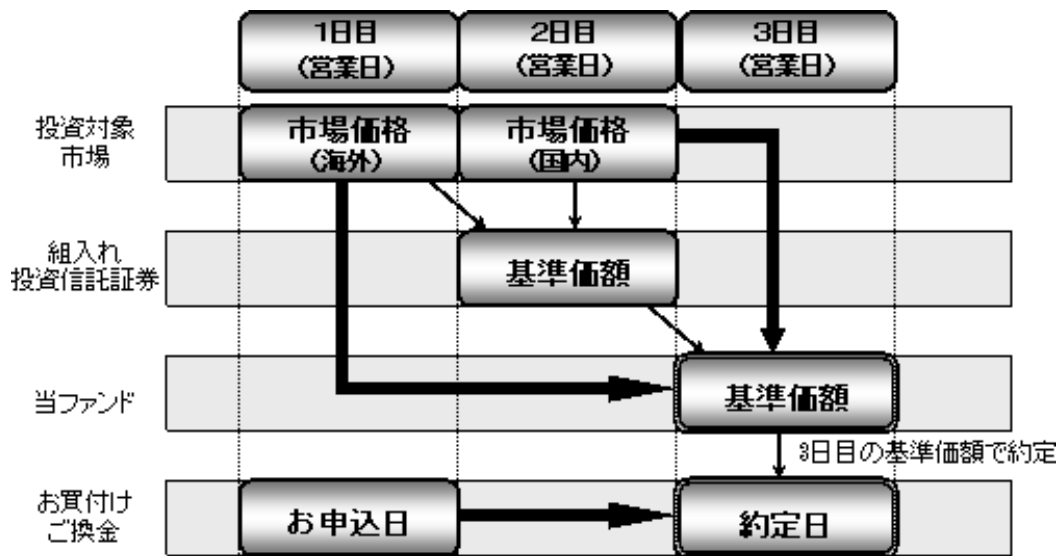 1日目
(営業日)
2日目
(営業日)
3日目
(営業日)
投資対象
市場
市場価格
(海外)
市場価格
(国内)
組入れ
投資信託証券
基準価額
当ファンド
基準価額
3日目の基準価額で約定
お買付け
ご換金
お申込日
約定日